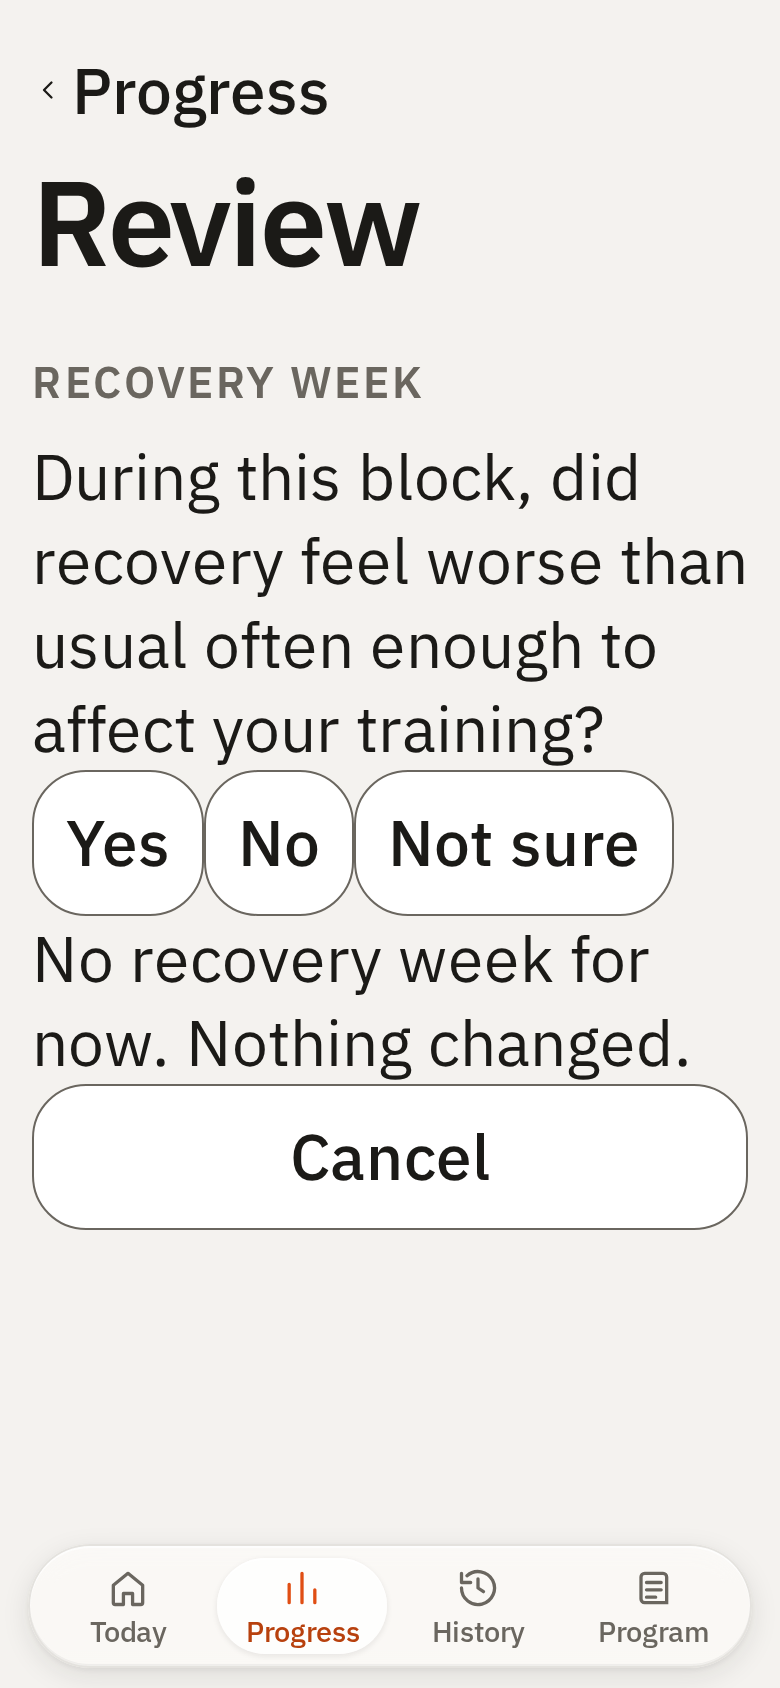 Progress
Review
RECOVERY WEEK
During this block, did
recovery feel worse than
usual often enough to
affect your training?
Yes No Not sure
No recovery week for
now. Nothing changed.
Cancel
Today Progress History Program